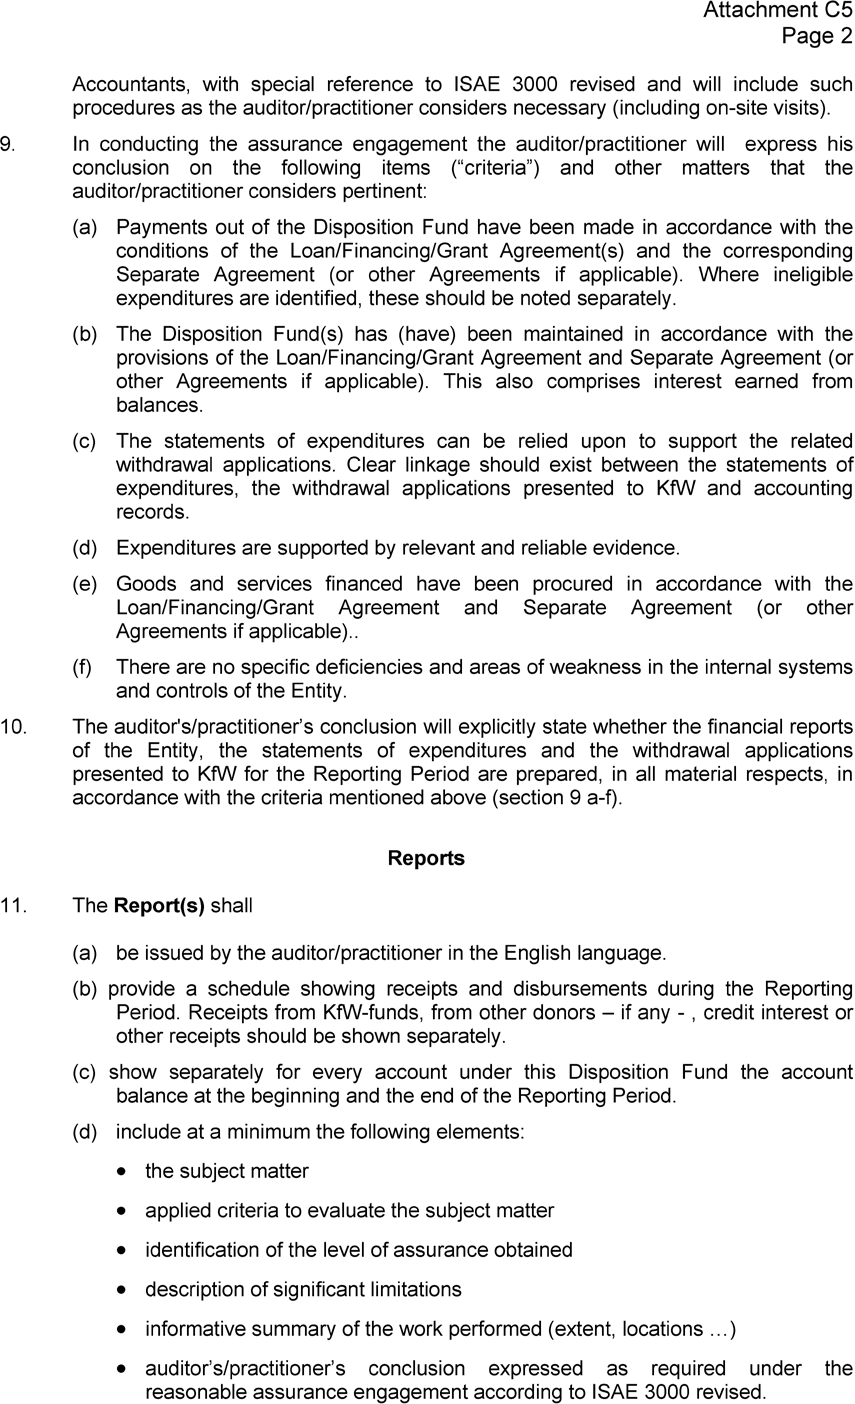 Attachment C5
Page 2
Accountants, with special reference to ISAE 3000 revised and will include such
procedures as the auditor/practitioner considers necessary (including on-site visits).
9. In conducting the assurance engagement the auditor/practitioner will express his
conclusion on the following items (“criteria”) and other matters that the
auditor/practitioner considers pertinent:
(a) Payments out of the Disposition Fund have been made in accordance with the
conditions of the Loan/Financing/Grant Agreement(s) and the corresponding
Separate Agreement (or other Agreements if applicable). Where ineligible
expenditures are identified, these should be noted separately.
(b) The Disposition Fund(s) has (have) been maintained in accordance with the
provisions of the Loan/Financing/Grant Agreement and Separate Agreement (or
other Agreements if applicable). This also comprises interest earned from
balances.
(c) The statements of expenditures can be relied upon to support the related
withdrawal applications. Clear linkage should exist between the statements of
expenditures, the withdrawal applications presented to KfW and accounting
records.
(d) Expenditures are supported by relevant and reliable evidence.
(e) Goods and services financed have been procured in accordance with the
Loan/Financing/Grant Agreement and Separate Agreement (or other
Agreements if applicable)..
(f) There are no specific deficiencies and areas of weakness in the internal systems
and controls of the Entity.
10. The auditor's/practitioner’s conclusion will explicitly state whether the financial reports
of the Entity, the statements of expenditures and the withdrawal applications
presented to KfW for the Reporting Period are prepared, in all material respects, in
accordance with the criteria mentioned above (section 9 a-f).
Reports
11. The Report(s) shall
(a) be issued by the auditor/practitioner in the English language.
(b) provide a schedule showing receipts and disbursements during the Reporting
Period. Receipts from KfW-funds, from other donors – if any - , credit interest or
other receipts should be shown separately.
(c) show separately for every account under this Disposition Fund the account
balance at the beginning and the end of the Reporting Period.
(d) include at a minimum the following elements:
• the subject matter
• applied criteria to evaluate the subject matter
• identification of the level of assurance obtained
• description of significant limitations
• informative summary of the work performed (extent, locations …)
• auditor’s/practitioner’s conclusion expressed as required under the
reasonable assurance engagement according to ISAE 3000 revised.